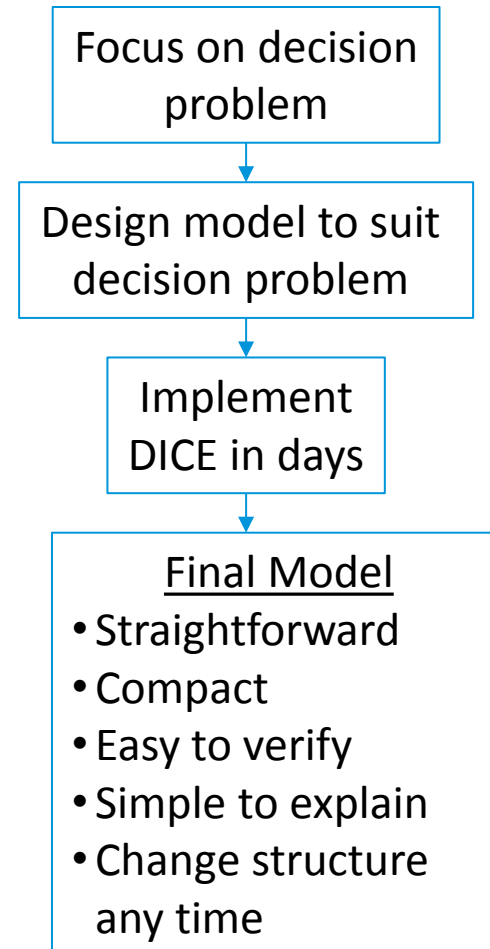 Focus on decision
problem
Design model to suit
decision problem
Implement
DICE in days
Final Model
• Straightforward
• Compact
• Easy to verify
• Simple to explain
• Change structure
any time